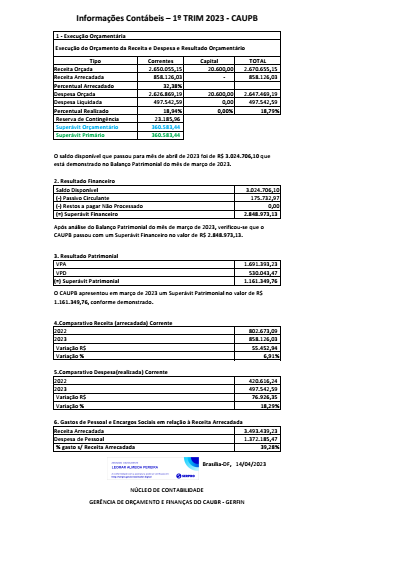 Informações Contábeis – 1º TRIM 2023 - CAUPB
1 - Execução Orçamentária
Execução do Orçamento da Receita e Despesa e Resultado Orçamentário
Tipo Correntes Capital Total
Receita Orçada 2.650.055,15 20.600,00 2.670.655,15
Receita Arrecadada 858.126,03 - 858.126,03
Percentual Arrecadado 32,38%
Despesa Orçada 2.626.869,19 20.600,00 2.647.469,19
Despesa Liquidada 497.542,59 0,00 497.542,59
Percentual Realizado 18,94% 0,00% 18,79%
Reserva de Contingência 23.185,96
Superávit Orçamentário 360.583,44
Superávit Primário 360.583,44
O saldo disponível que passou para mês de abril de 2023 foi de R$ 3.024.706,10 que
está demonstrado no Balanço Patrimonial do mês de março de 2023.
2. Resultado Financeiro
Saldo Disponível 3.024.706,10
(-) Passivo Circulante 175.732,97
(-) Restos a pagar Não Processado 0,00
(=) Superávit Financeiro 2.848.973,13
Após análise do Balanço Patrimonial do mês de março de 2023, verificou-se que o
CAUPB passou com um Superávit Financeiro no valor de R$ 2.848.973,13.
3. Resultado Patrimonial
VPA 1.691.393,23
VPD 530.043,47
(=) Superávit Patrimonial 1.161.349,76
O CAUPB apresentou em março de 2023 um Superávit Patrimonial no valor de R$
1.161.349,76, conforme demonstrado.
4.Comparativo Receita (arrecadada) Corrente
2022 802.673,09
2023 858.126,03
Variação R$ 55.452,94
Variação % 6,91%
5.Comparativo Despesa(realizada) Corrente
2022 420.616,24
2023 497.542,59
Variação R$ 76.926,35
Variação % 18,29%
6. Gastos de Pessoal e Encargos Sociais em relação à Receita Arrecadada
Receita Arrecadada 3.493.439,23
Despesa de Pessoal 1.372.185,47
% gasto s/ Receita Arrecadada 39,28%
LEOMAR ALMEIDA PEREIRA
SERPRO
Brasília-DF, 14/04/2023
NÚCLEO DE CONTABILIDADE
GERÊNCIA DE ORÇAMENTO E FINANÇAS DO CAUBR - GERFIN